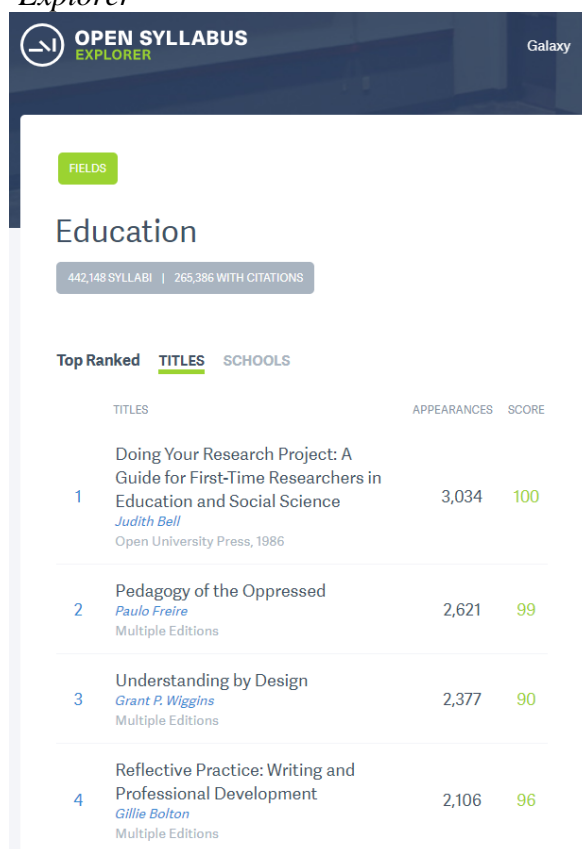 Explorer
OPEN SYLLABUS
EXPLORER
Galaxy
FIELDS
Education
442,148 SYLLABI | 265,386 WITH CITATIONS
Top Ranked TITLES SCHOOLS
TITLES APPEARANCES SCORE
Doing Your Research Project: A
Guide for First-Time Researchers in
1 Education and Social Science 3,034 100
Judith Bell
Open University Press, 1986
Pedagogy of the Oppressed
2 Paulo Freire 2,621 99
Multiple Editions
Understanding by Design
3 Grant P. Wiggins 2,377 90
Multiple Editions
Reflective Practice: Writing and
Professional Development
4 Gillie Bolton 2,106 96
Multiple Editions